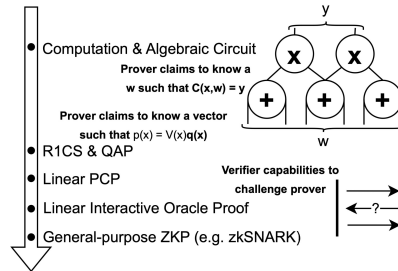 y
Computation & Algebraic Circuit
x x
Prover claims to know a
w such that C(x,w) = y
+ + +
Prover claims to know a vector
such that p(x) = V(x)q(x)
w
R1CS & QAP
Verifier capabilities to
challenge prover
Linear PCP
Linear Interactive Oracle Proof
?
General-purpose ZKP (e.g. zkSNARK)